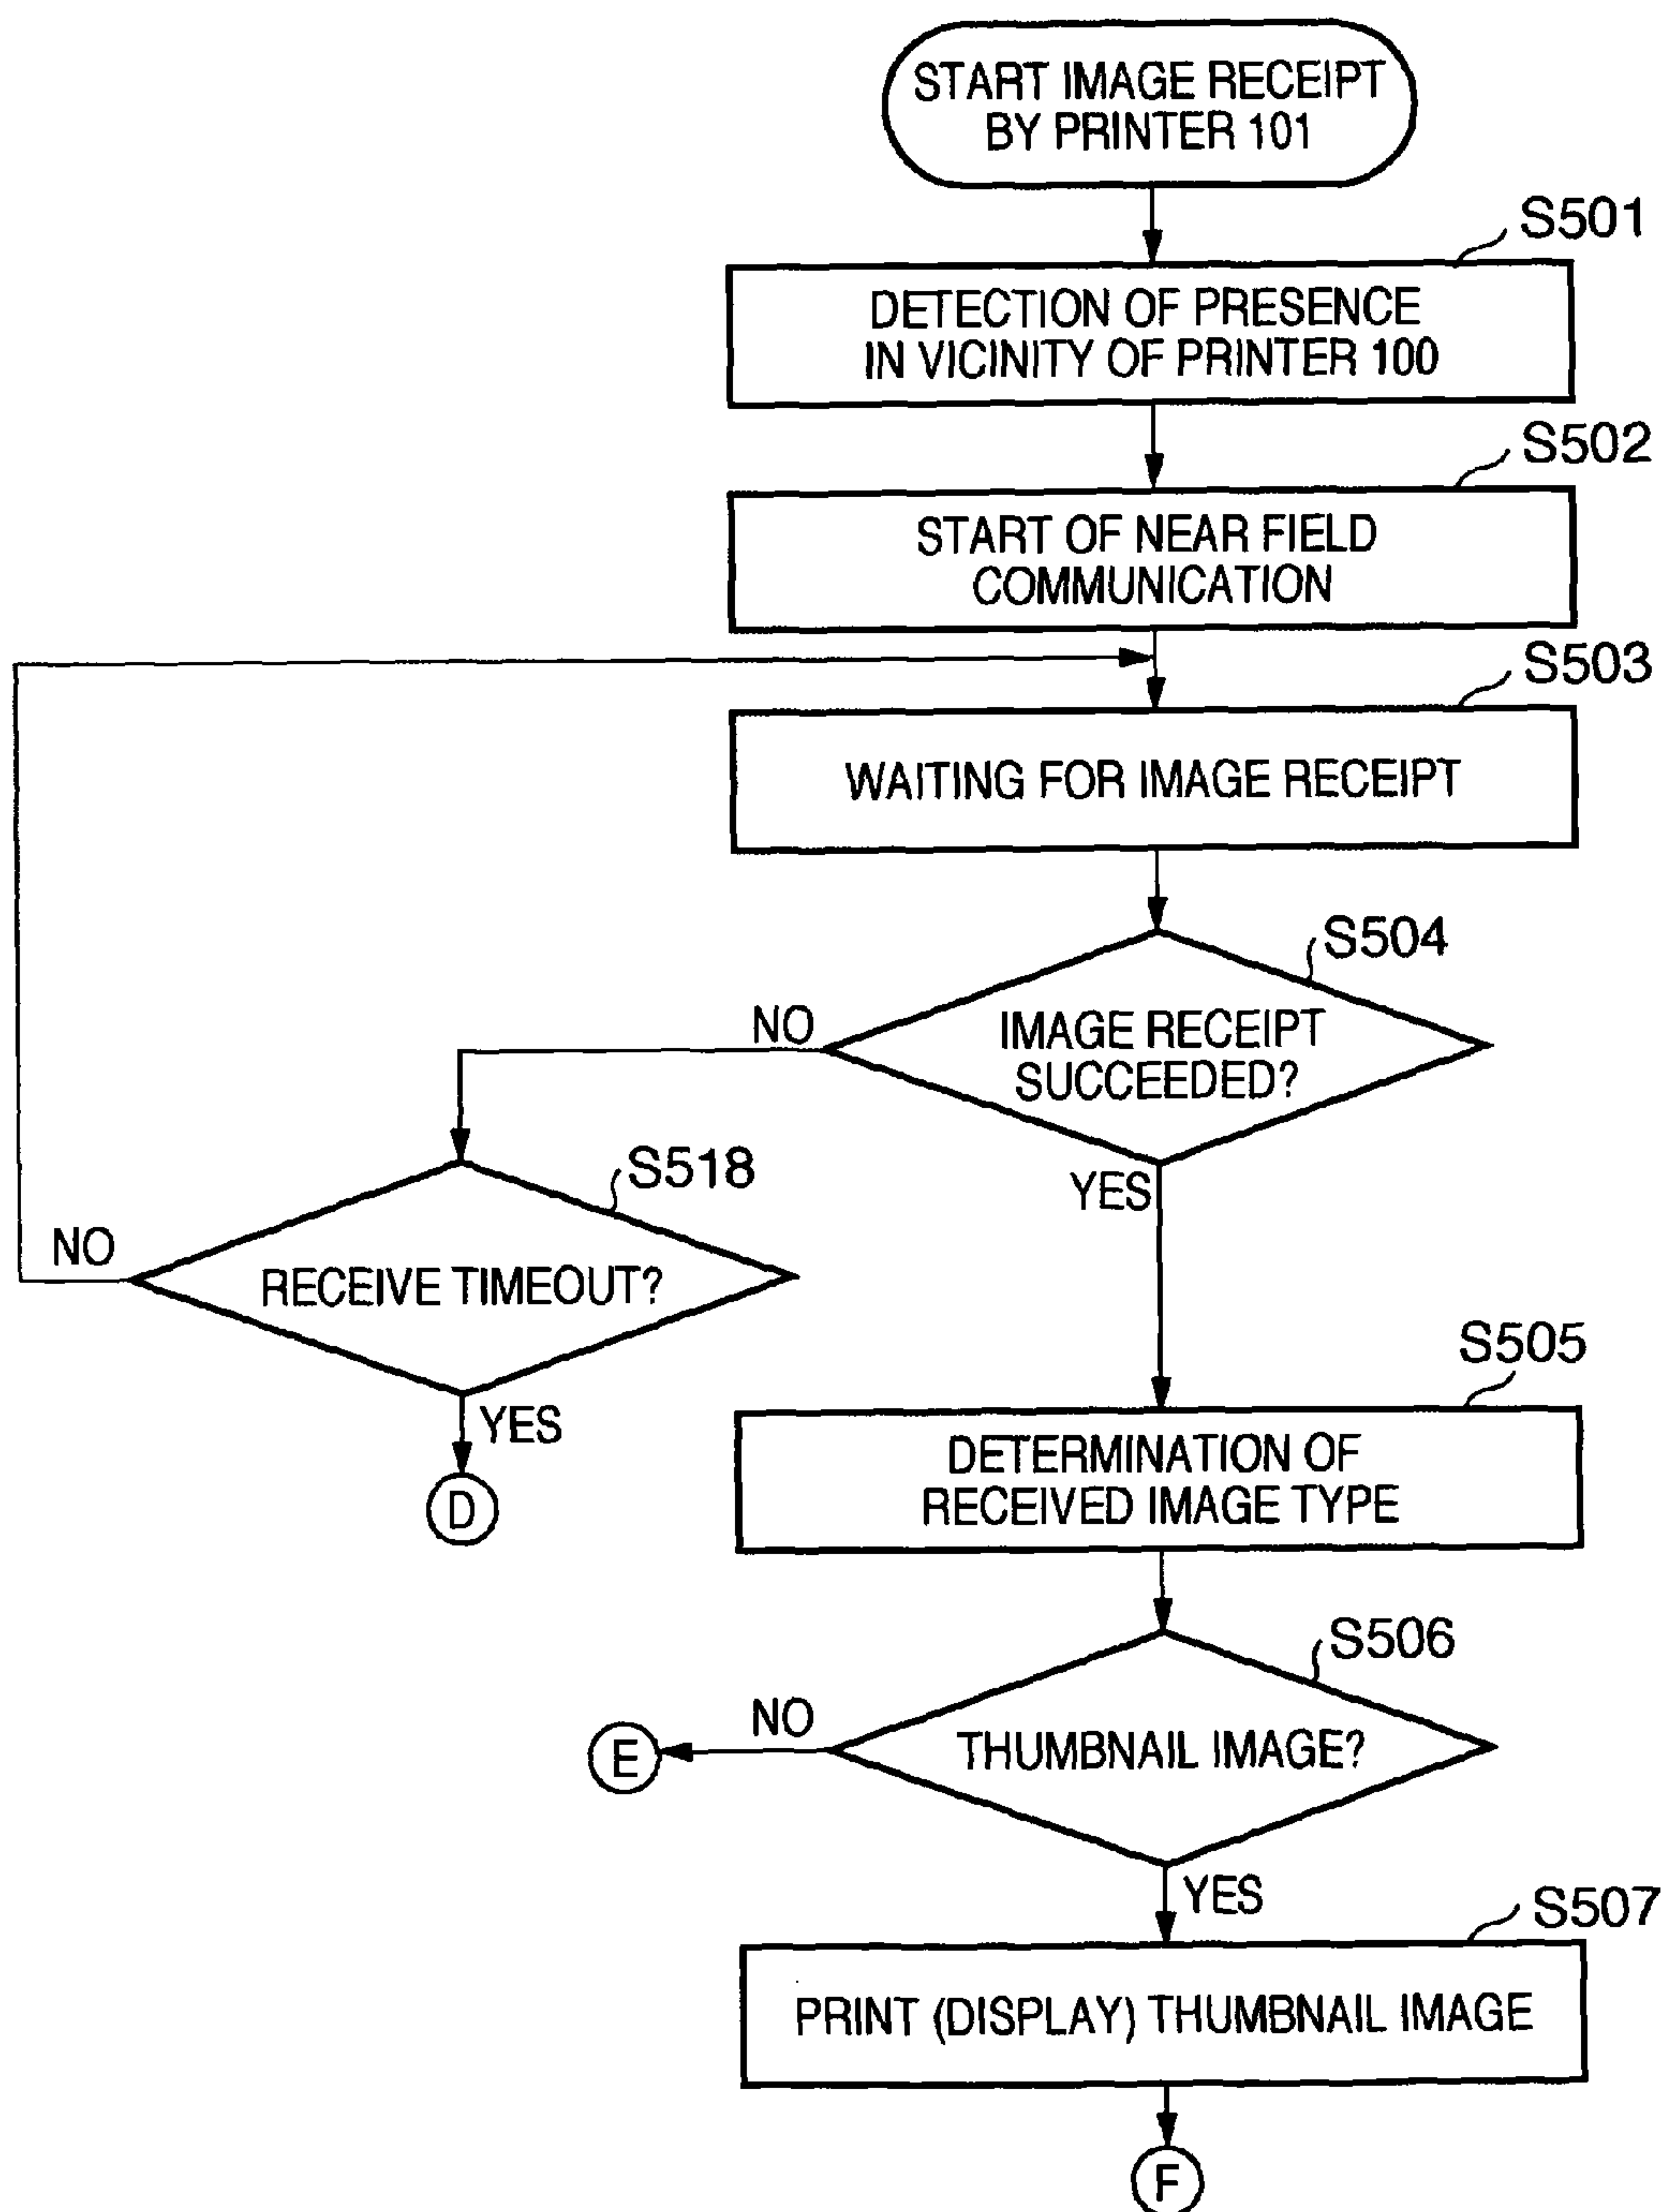 START IMAGE RECEIPT
BY PRINTER 101
S501
DETECTION OF PRESENCE
IN VICINITY OF PRINTER 100
S502
START OF NEAR FIELD
COMMUNICATION
S503
WAITING FOR IMAGE RECEIPT
S504
NO
IMAGE RECEIPT
SUCCEEDED?
YES
S518
NO
RECEIVE TIMEOUT?
YES
D
S505
DETERMINATION OF
RECEIVED IMAGE TYPE
S506
NO
E
THUMBNAIL IMAGE?
YES
S507
PRINT (DISPLAY) THUMBNAIL IMAGE
F